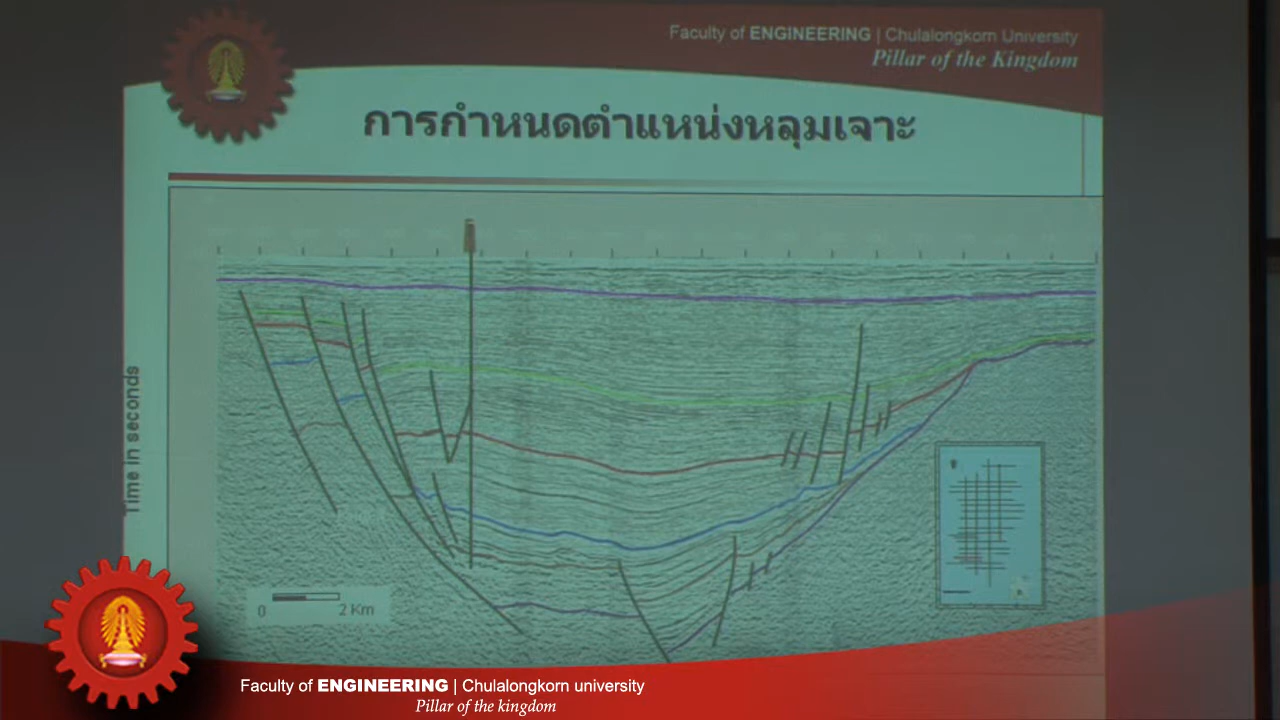 Faculty of ENGINEERING | Chulalongkorn University
Pillar of the Kingdom
การกำหนดตำแหน่งหลุมเจาะ
Time in seconds
0 2 Km
Faculty of ENGINEERING | Chulalongkorn university
Pillar of the kingdom